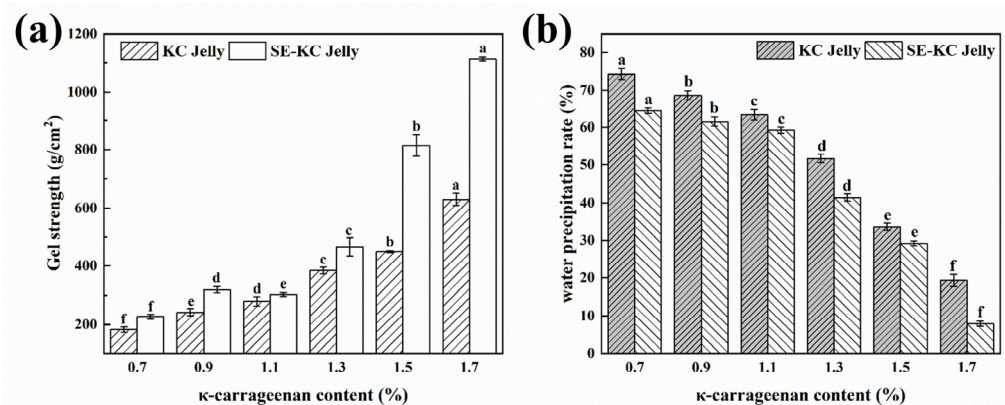 (a)
KC Jelly SE-KC Jelly
Gel strength (g/cm²)
1200
1000
800
600
400
200
f f e d d e c c b b a a
0.7 0.9 1.1 1.3 1.5 1.7
κ-carrageenan content (%)
(b)
KC Jelly SE-KC Jelly
water precipitation rate (%)
80
70
60
50
40
30
20
10
0
a a b b c c d d e e f f
0.7 0.9 1.1 1.3 1.5 1.7
κ-carrageenan content (%)